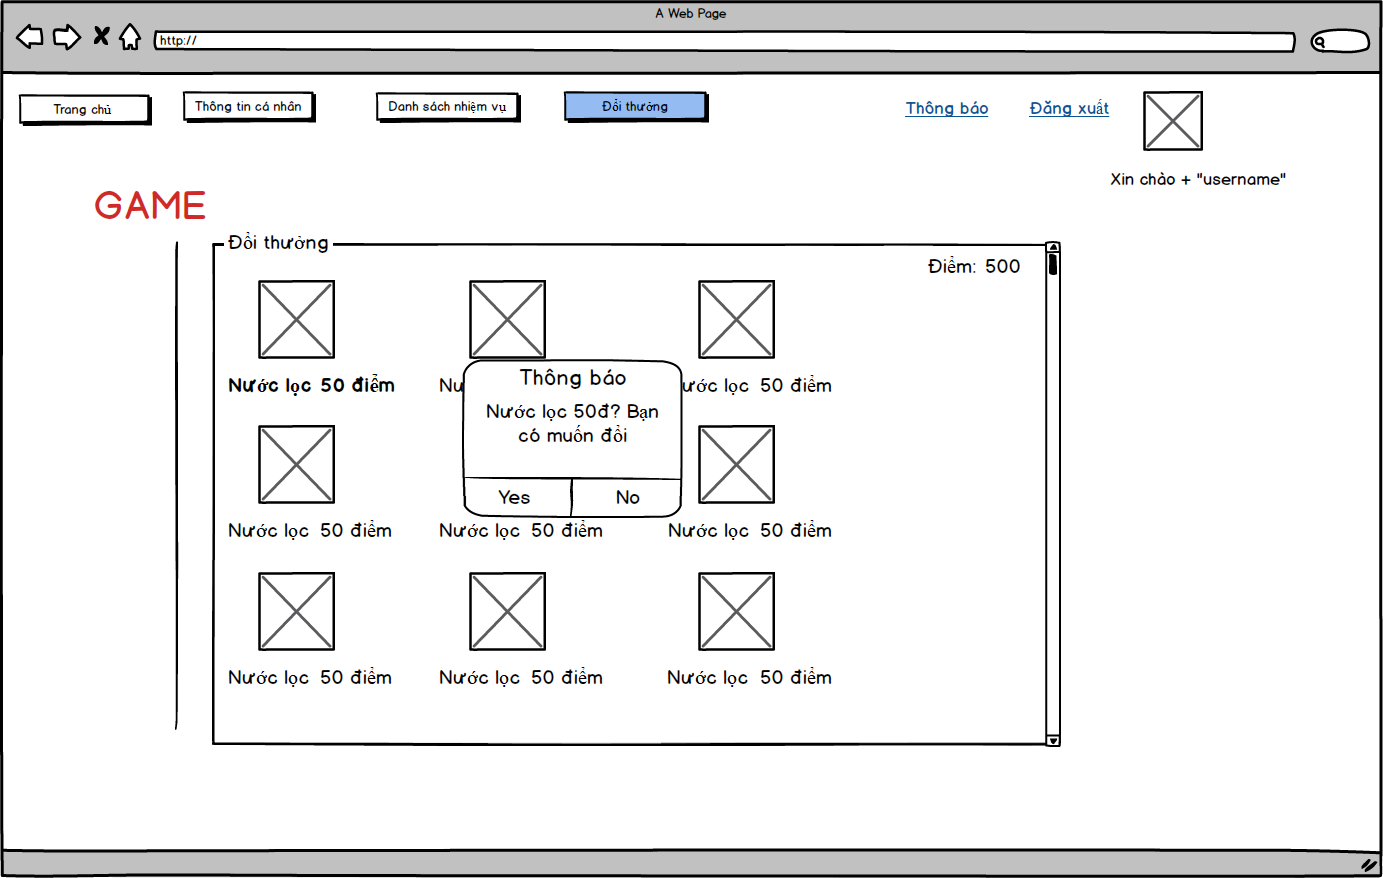 A Web Page
http://
Trang chủ
Thông tin cá nhân
Danh sách nhiệm vụ
Đổi thưởng
Thông báo
Đăng xuất
Xin chào + "username"
GAME
Đổi thưởng
Điểm: 500
Nước lọc 50 điểm
Nu
ước lọc 50 điểm
Thông báo
Nước lọc 50đ? Bạn
có muốn đổi
Yes
No
Nước lọc 50 điểm
Nước lọc 50 điểm
Nước lọc 50 điểm
Nước lọc 50 điểm
Nước lọc 50 điểm
Nước lọc 50 điểm